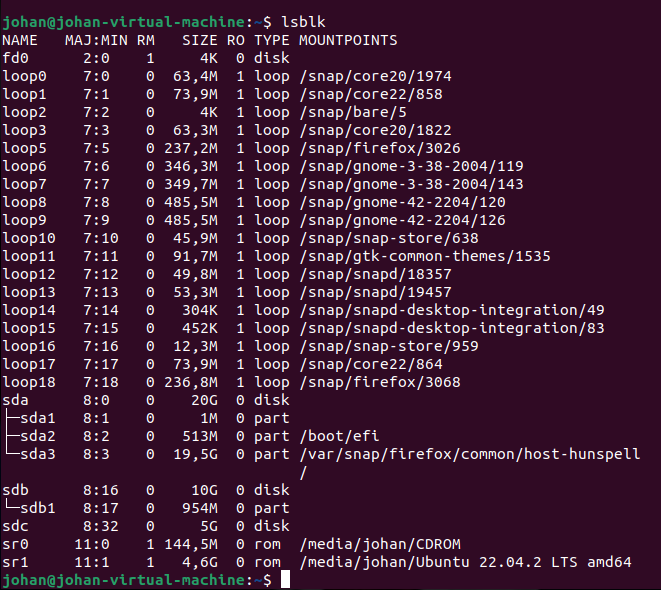 johan@johan-virtual-machine:~$ lsblk
NAME   MAJ:MIN RM   SIZE RO TYPE MOUNTPOINTS
fd0      2:0    1     4K  0 disk
loop0    7:0    0  63,4M  1 loop /snap/core20/1974
loop1    7:1    0  73,9M  1 loop /snap/core22/858
loop2    7:2    0     4K  1 loop /snap/bare/5
loop3    7:3    0  63,3M  1 loop /snap/core20/1822
loop5    7:5    0 237,2M  1 loop /snap/firefox/3026
loop6    7:6    0 346,3M  1 loop /snap/gnome-3-38-2004/119
loop7    7:7    0 349,7M  1 loop /snap/gnome-3-38-2004/143
loop8    7:8    0 485,5M  1 loop /snap/gnome-42-2204/120
loop9    7:9    0 485,5M  1 loop /snap/gnome-42-2204/126
loop10   7:10   0  45,9M  1 loop /snap/snap-store/638
loop11   7:11   0  91,7M  1 loop /snap/gtk-common-themes/1535
loop12   7:12   0  49,8M  1 loop /snap/snapd/18357
loop13   7:13   0  53,3M  1 loop /snap/snapd/19457
loop14   7:14   0   304K  1 loop /snap/snapd-desktop-integration/49
loop15   7:15   0   452K  1 loop /snap/snapd-desktop-integration/83
loop16   7:16   0  12,3M  1 loop /snap/snap-store/959
loop17   7:17   0  73,9M  1 loop /snap/core22/864
loop18   7:18   0 236,8M  1 loop /snap/firefox/3068
sda      8:0    0    20G  0 disk
├─sda1   8:1    0     1M  0 part
├─sda2   8:2    0   513M  0 part /boot/efi
└─sda3   8:3    0  19,5G  0 part /var/snap/firefox/common/host-hunspell
                                 /
sdb      8:16   0    10G  0 disk
└─sdb1   8:17   0   954M  0 part
sdc      8:32   0     5G  0 disk
sr0     11:0    1 144,5M  0 rom  /media/johan/CDROM
sr1     11:1    1   4,6G  0 rom  /media/johan/Ubuntu 22.04.2 LTS amd64
johan@johan-virtual-machine:~$